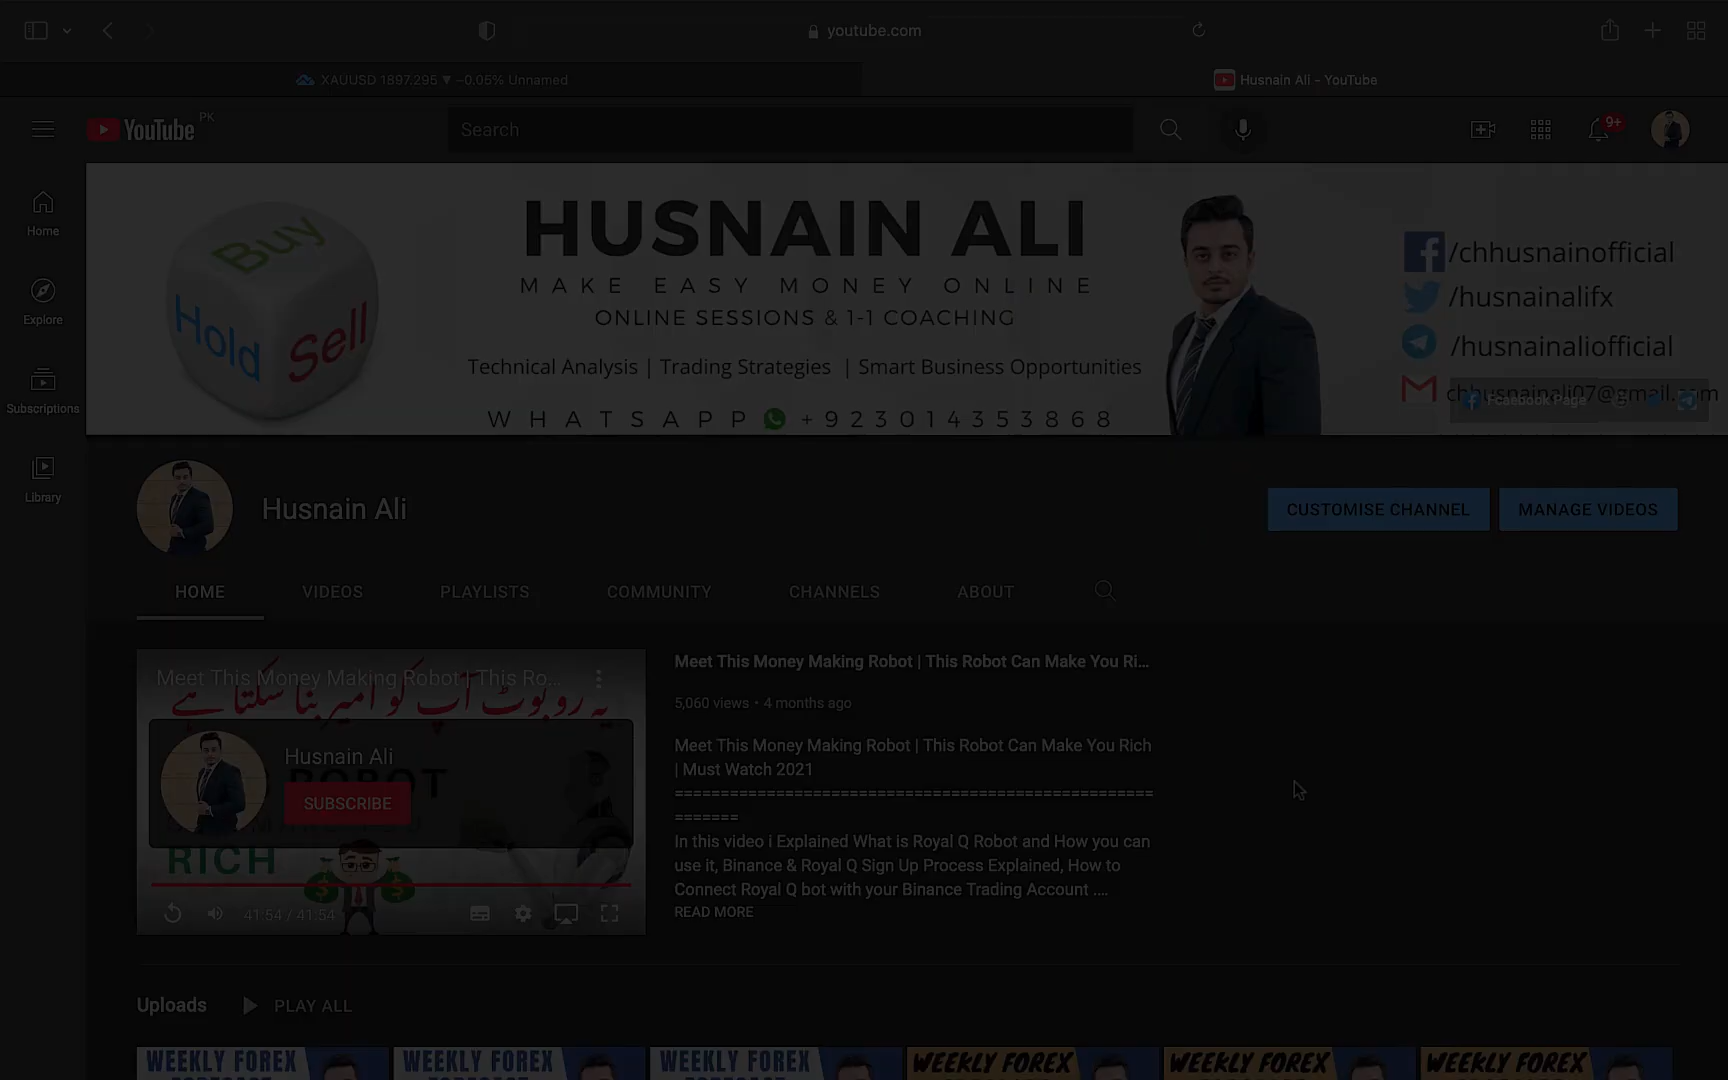 youtube.com
XAUUSD 1897.295 ▼ −0.05% Unnamed
Husnain Ali - YouTube
YouTube PK
Search
9+
Home
Explore
Subscriptions
Library
Buy
Hold
Sell
HUSNAIN ALI
MAKE EASY MONEY ONLINE
ONLINE SESSIONS & 1-1 COACHING
Technical Analysis | Trading Strategies | Smart Business Opportunities
WHATSAPP +923014353868
/chhusnainofficial
/husnainalifx
/husnainaliofficial
chhusnainali07@gmail.com
Fcaebook Page
Husnain Ali
CUSTOMISE CHANNEL
MANAGE VIDEOS
HOME
VIDEOS
PLAYLISTS
COMMUNITY
CHANNELS
ABOUT
Meet This Money Making Robot | This Ro...
یہ روبوٹ آپ کو امیر بنا سکتا ہے
Husnain Ali
ROBOT
SUBSCRIBE
RICH
41:54 / 41:54
Meet This Money Making Robot | This Robot Can Make You Ri...
5,060 views • 4 months ago
Meet This Money Making Robot | This Robot Can Make You Rich
| Must Watch 2021
====================================================
=======
In this video i Explained What is Royal Q Robot and How you can
use it, Binance & Royal Q Sign Up Process Explained, How to
Connect Royal Q bot with your Binance Trading Account ....
READ MORE
Uploads
PLAY ALL
WEEKLY FOREX
WEEKLY FOREX
WEEKLY FOREX
WEEKLY FOREX
WEEKLY FOREX
WEEKLY FOREX